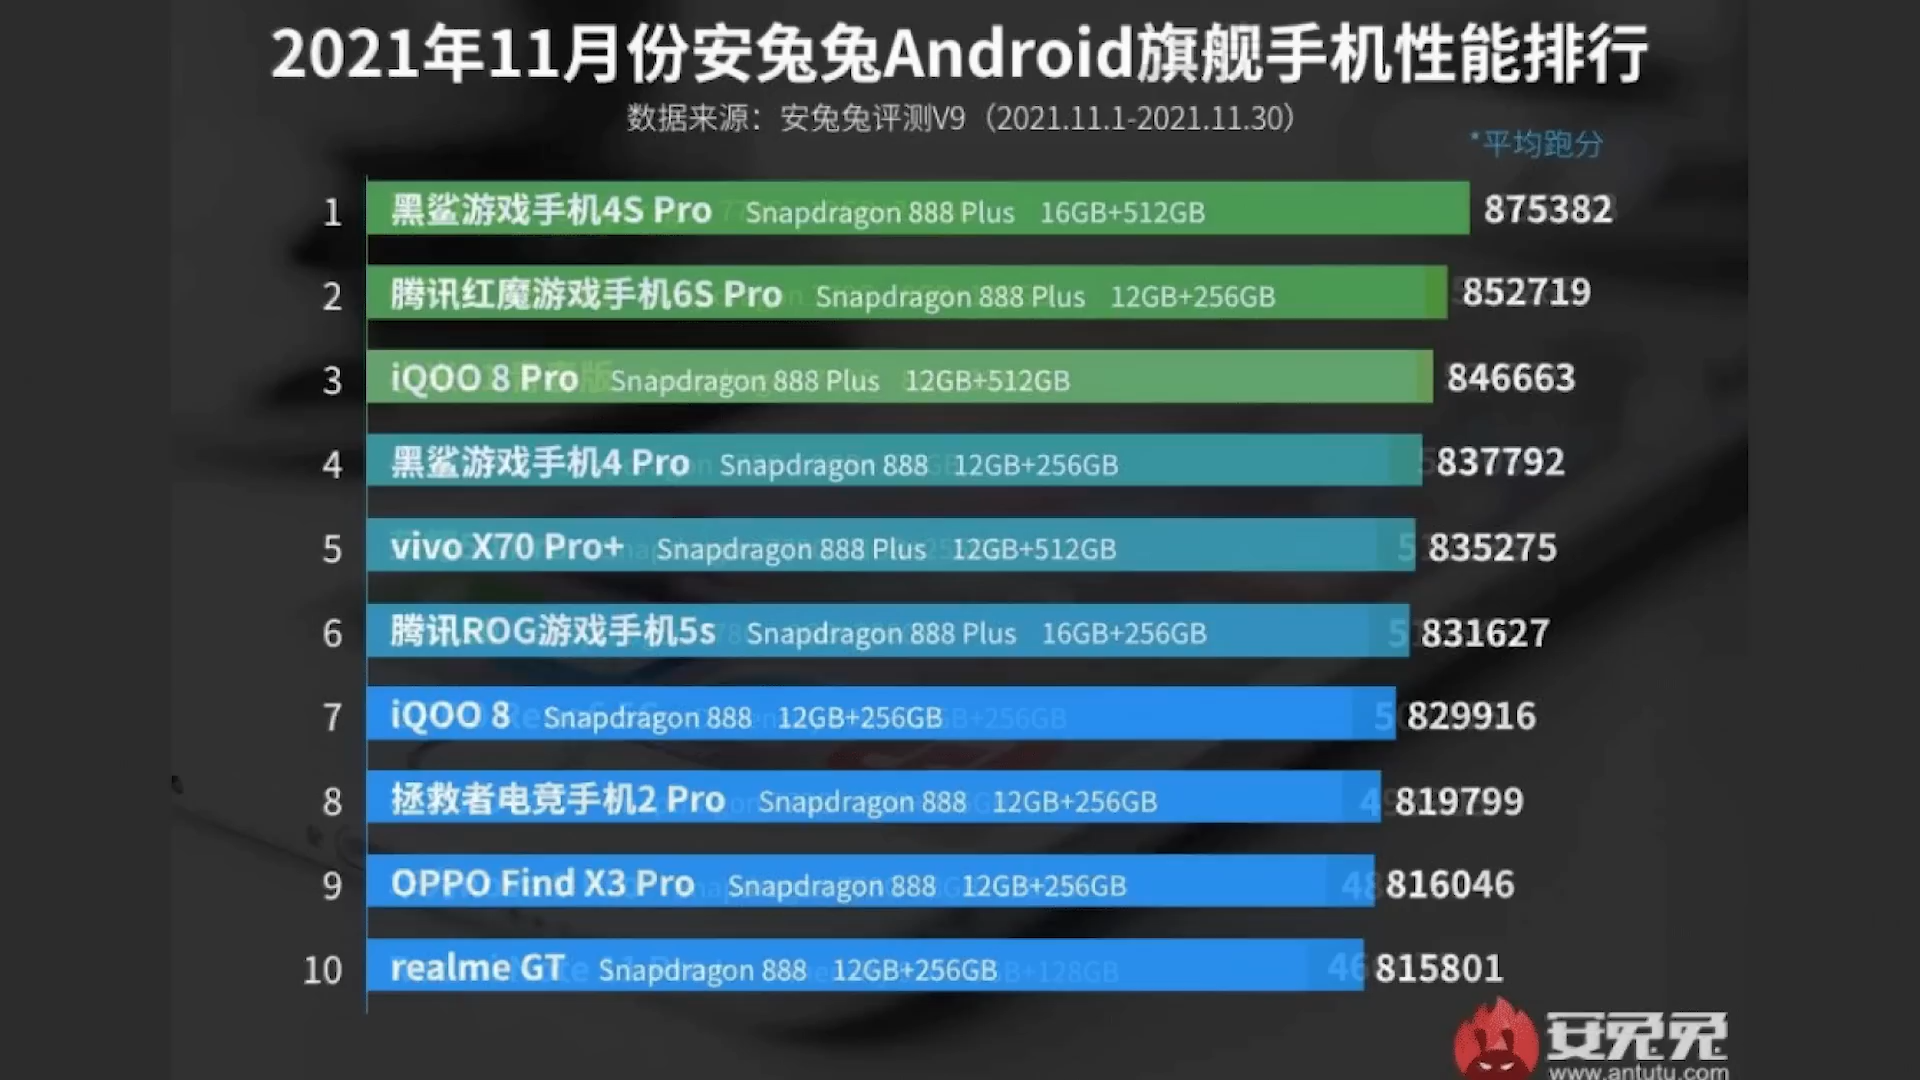 2021年11月份安兔兔Android旗舰手机性能排行
数据来源：安兔兔评测V9（2021.11.1-2021.11.30）
*平均跑分
1 黑鲨游戏手机4S Pro Snapdragon 888 Plus 16GB+512GB 875382
2 腾讯红魔游戏手机6S Pro Snapdragon 888 Plus 12GB+256GB 852719
3 iQOO 8 Pro Snapdragon 888 Plus 12GB+512GB 846663
4 黑鲨游戏手机4 Pro Snapdragon 888 12GB+256GB 837792
5 vivo X70 Pro+ Snapdragon 888 Plus 12GB+512GB 835275
6 腾讯ROG游戏手机5s Snapdragon 888 Plus 16GB+256GB 831627
7 iQOO 8 Snapdragon 888 12GB+256GB 829916
8 拯救者电竞手机2 Pro Snapdragon 888 12GB+256GB 819799
9 OPPO Find X3 Pro Snapdragon 888 12GB+256GB 816046
10 realme GT Snapdragon 888 12GB+256GB 815801
安兔兔
www.antutu.com